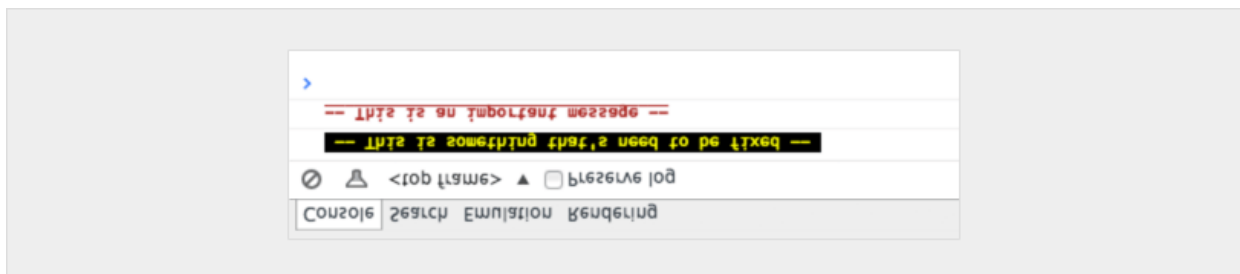 Console Search Emulation Rendering
<top frame> ▼ Preserve log
-- This is something that's need to be fixed --
-- This is an important message --
>